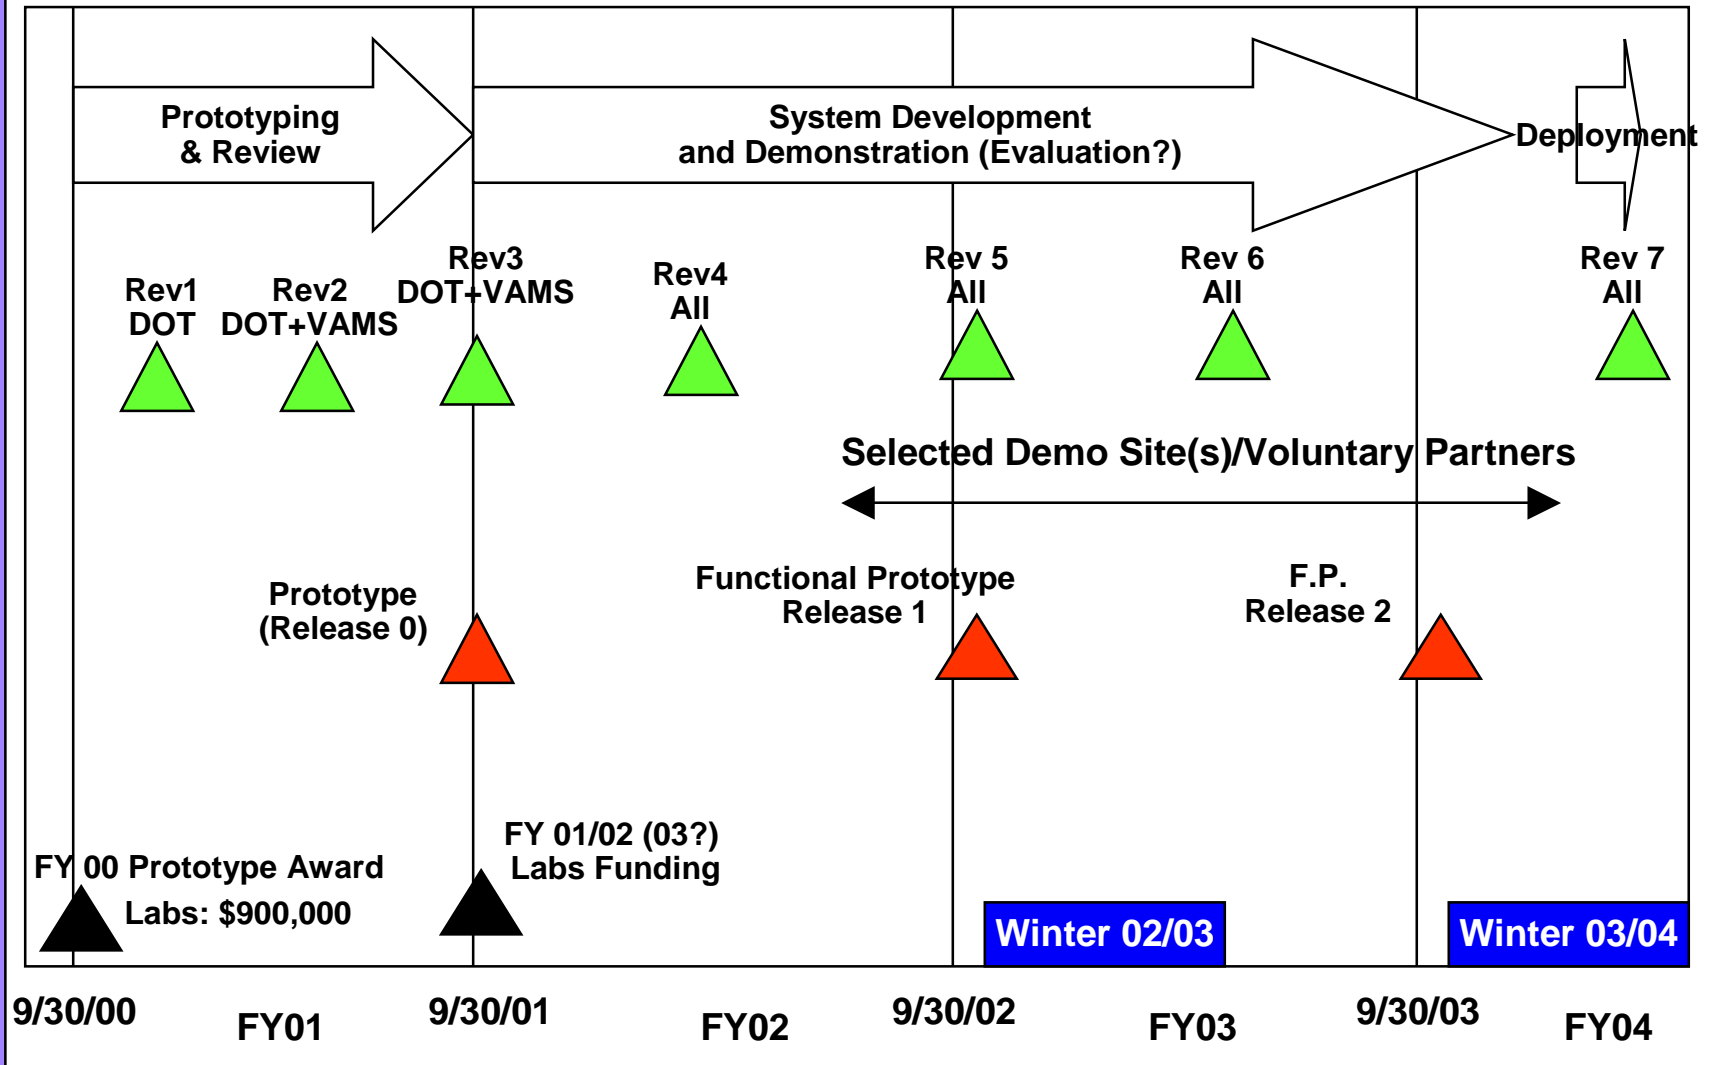 Prototyping
& Review
System Development
and Demonstration (Evaluation?)
Deployment
Rev1
DOT
Rev2
DOT+VAMS
Rev3
DOT+VAMS
Rev4
All
Rev 5
All
Rev 6
All
Rev 7
All
Selected Demo Site(s)/Voluntary Partners
Prototype
(Release 0)
Functional Prototype
Release 1
F.P.
Release 2
FY 00 Prototype Award
Labs: $900,000
FY 01/02 (03?)
Labs Funding
Winter 02/03
Winter 03/04
9/30/00
FY01
9/30/01
FY02
9/30/02
FY03
9/30/03
FY04